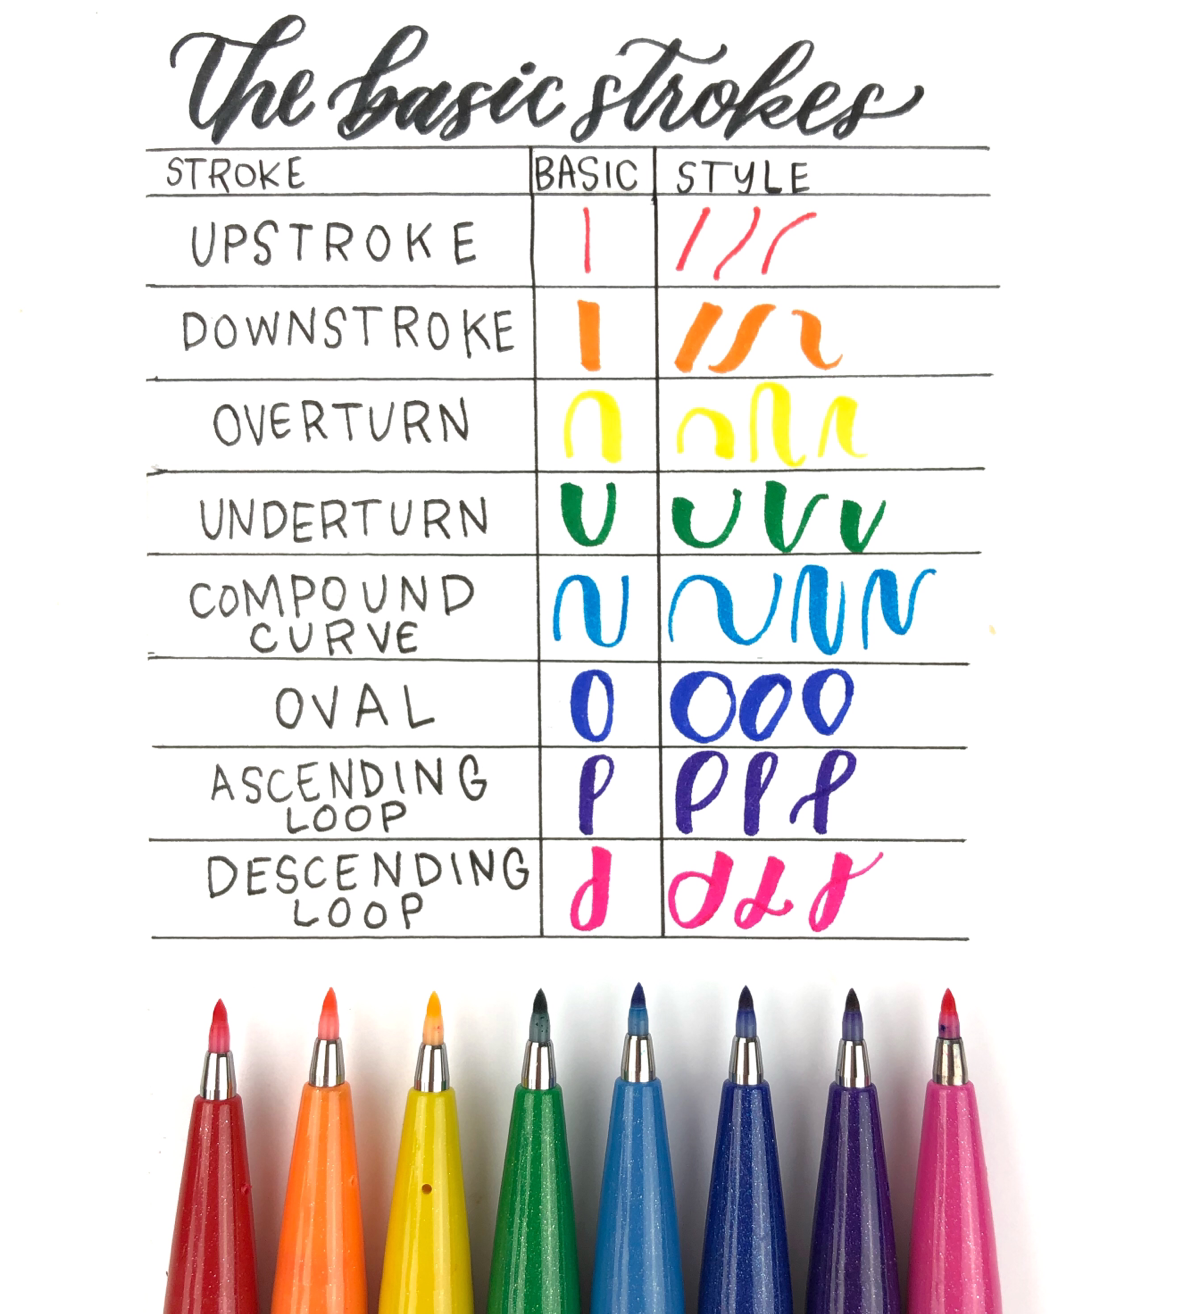 The basic strokes
STROKE BASIC STYLE
UPSTROKE
DOWNSTROKE
OVERTURN
UNDERTURN
COMPOUND
CURVE
OVAL
ASCENDING
LOOP
DESCENDING
LOOP